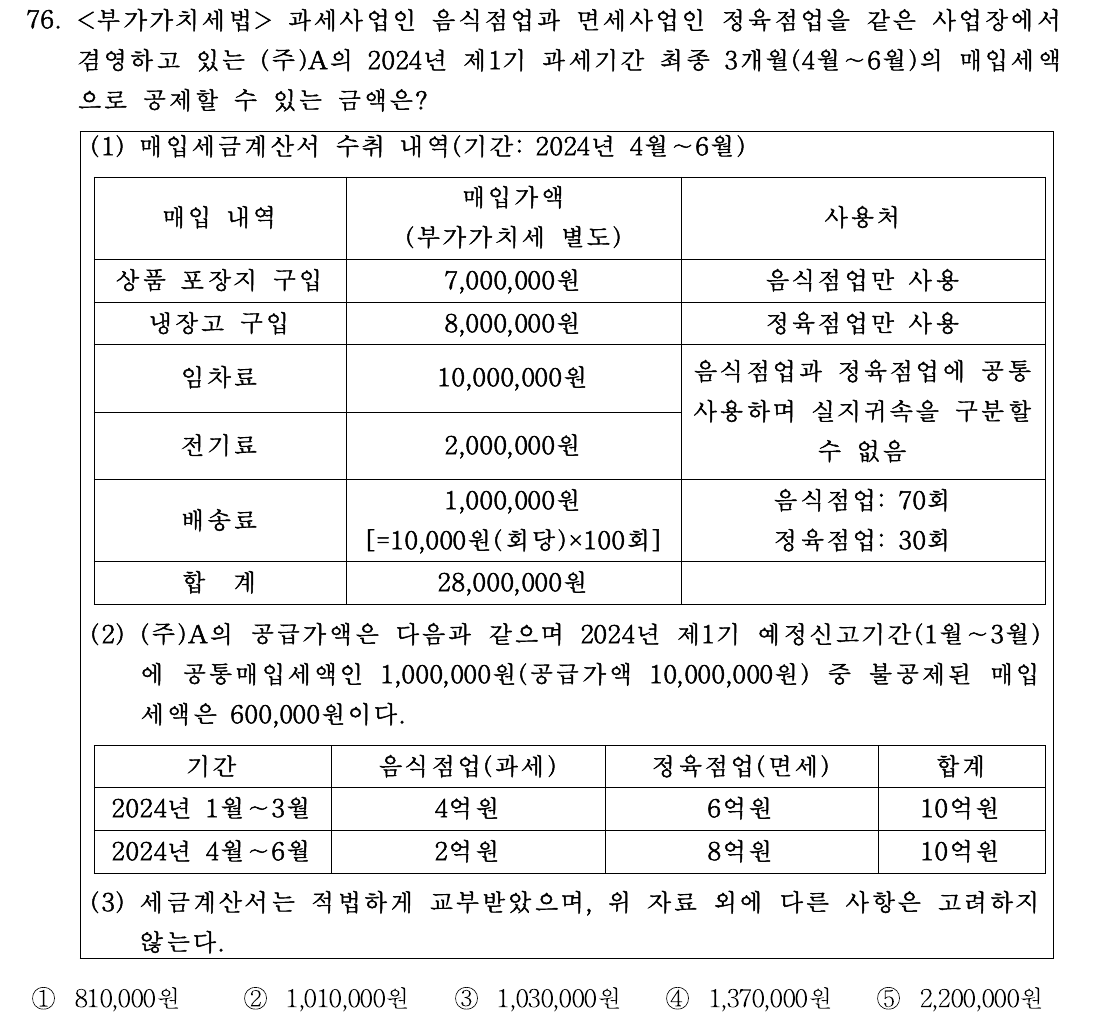 76. <부가가치세법> 과세사업인 음식점업과 면세사업인 정육점업을 같은 사업장에서
겸영하고 있는 (주)A의 2024년 제1기 과세기간 최종 3개월(4월~6월)의 매입세액
으로 공제할 수 있는 금액은?
(1) 매입세금계산서 수취 내역(기간: 2024년 4월~6월)
매입 내역 매입가액 (부가가치세 별도) 사용처
상품 포장지 구입 7,000,000원 음식점업만 사용
냉장고 구입 8,000,000원 정육점업만 사용
임차료 10,000,000원 음식점업과 정육점업에 공통
사용하며 실지귀속을 구분할
전기료 2,000,000원 수 없음
배송료 1,000,000원 음식점업: 70회
[=10,000원(회당)×100회] 정육점업: 30회
합 계 28,000,000원
(2) (주)A의 공급가액은 다음과 같으며 2024년 제1기 예정신고기간(1월~3월)
에 공통매입세액인 1,000,000원(공급가액 10,000,000원) 중 불공제된 매입
세액은 600,000원이다.
기간 음식점업(과세) 정육점업(면세) 합계
2024년 1월~3월 4억원 6억원 10억원
2024년 4월~6월 2억원 8억원 10억원
(3) 세금계산서는 적법하게 교부받았으며, 위 자료 외에 다른 사항은 고려하지
않는다.
① 810,000원 ② 1,010,000원 ③ 1,030,000원 ④ 1,370,000원 ⑤ 2,200,000원